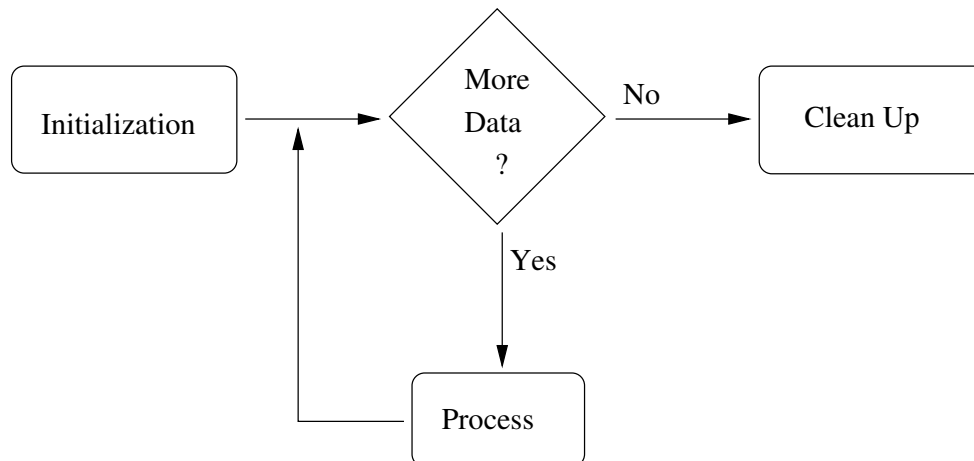 Initialization
More
Data
?
No
Clean Up
Yes
Process